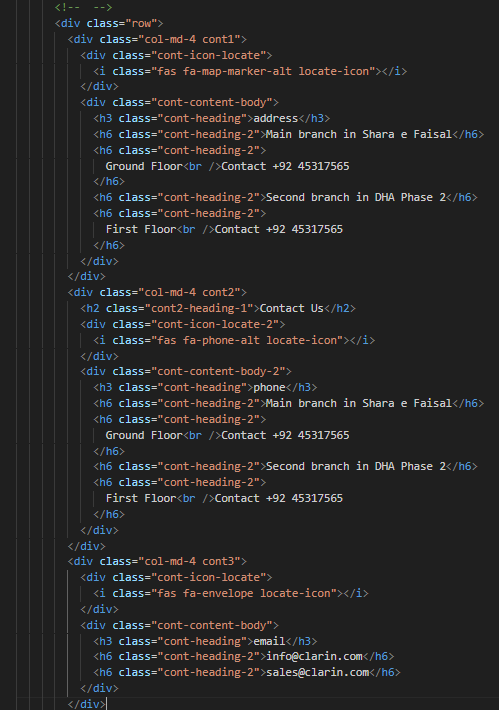 <!--  -->
<div class="row">
<div class="col-md-4 cont1">
<div class="cont-icon-locate">
<i class="fas fa-map-marker-alt locate-icon"></i>
</div>
<div class="cont-content-body">
<h3 class="cont-heading">address</h3>
<h6 class="cont-heading-2">Main branch in Shara e Faisal</h6>
<h6 class="cont-heading-2">
Ground Floor<br />Contact +92 45317565
</h6>
<h6 class="cont-heading-2">Second branch in DHA Phase 2</h6>
<h6 class="cont-heading-2">
First Floor<br />Contact +92 45317565
</h6>
</div>
</div>
<div class="col-md-4 cont2">
<h2 class="cont2-heading-1">Contact Us</h2>
<div class="cont-icon-locate-2">
<i class="fas fa-phone-alt locate-icon"></i>
</div>
<div class="cont-content-body-2">
<h3 class="cont-heading">phone</h3>
<h6 class="cont-heading-2">Main branch in Shara e Faisal</h6>
<h6 class="cont-heading-2">
Ground Floor<br />Contact +92 45317565
</h6>
<h6 class="cont-heading-2">Second branch in DHA Phase 2</h6>
<h6 class="cont-heading-2">
First Floor<br />Contact +92 45317565
</h6>
</div>
</div>
<div class="col-md-4 cont3">
<div class="cont-icon-locate">
<i class="fas fa-envelope locate-icon"></i>
</div>
<div class="cont-content-body">
<h3 class="cont-heading">email</h3>
<h6 class="cont-heading-2">info@clarin.com</h6>
<h6 class="cont-heading-2">sales@clarin.com</h6>
</div>
</div>